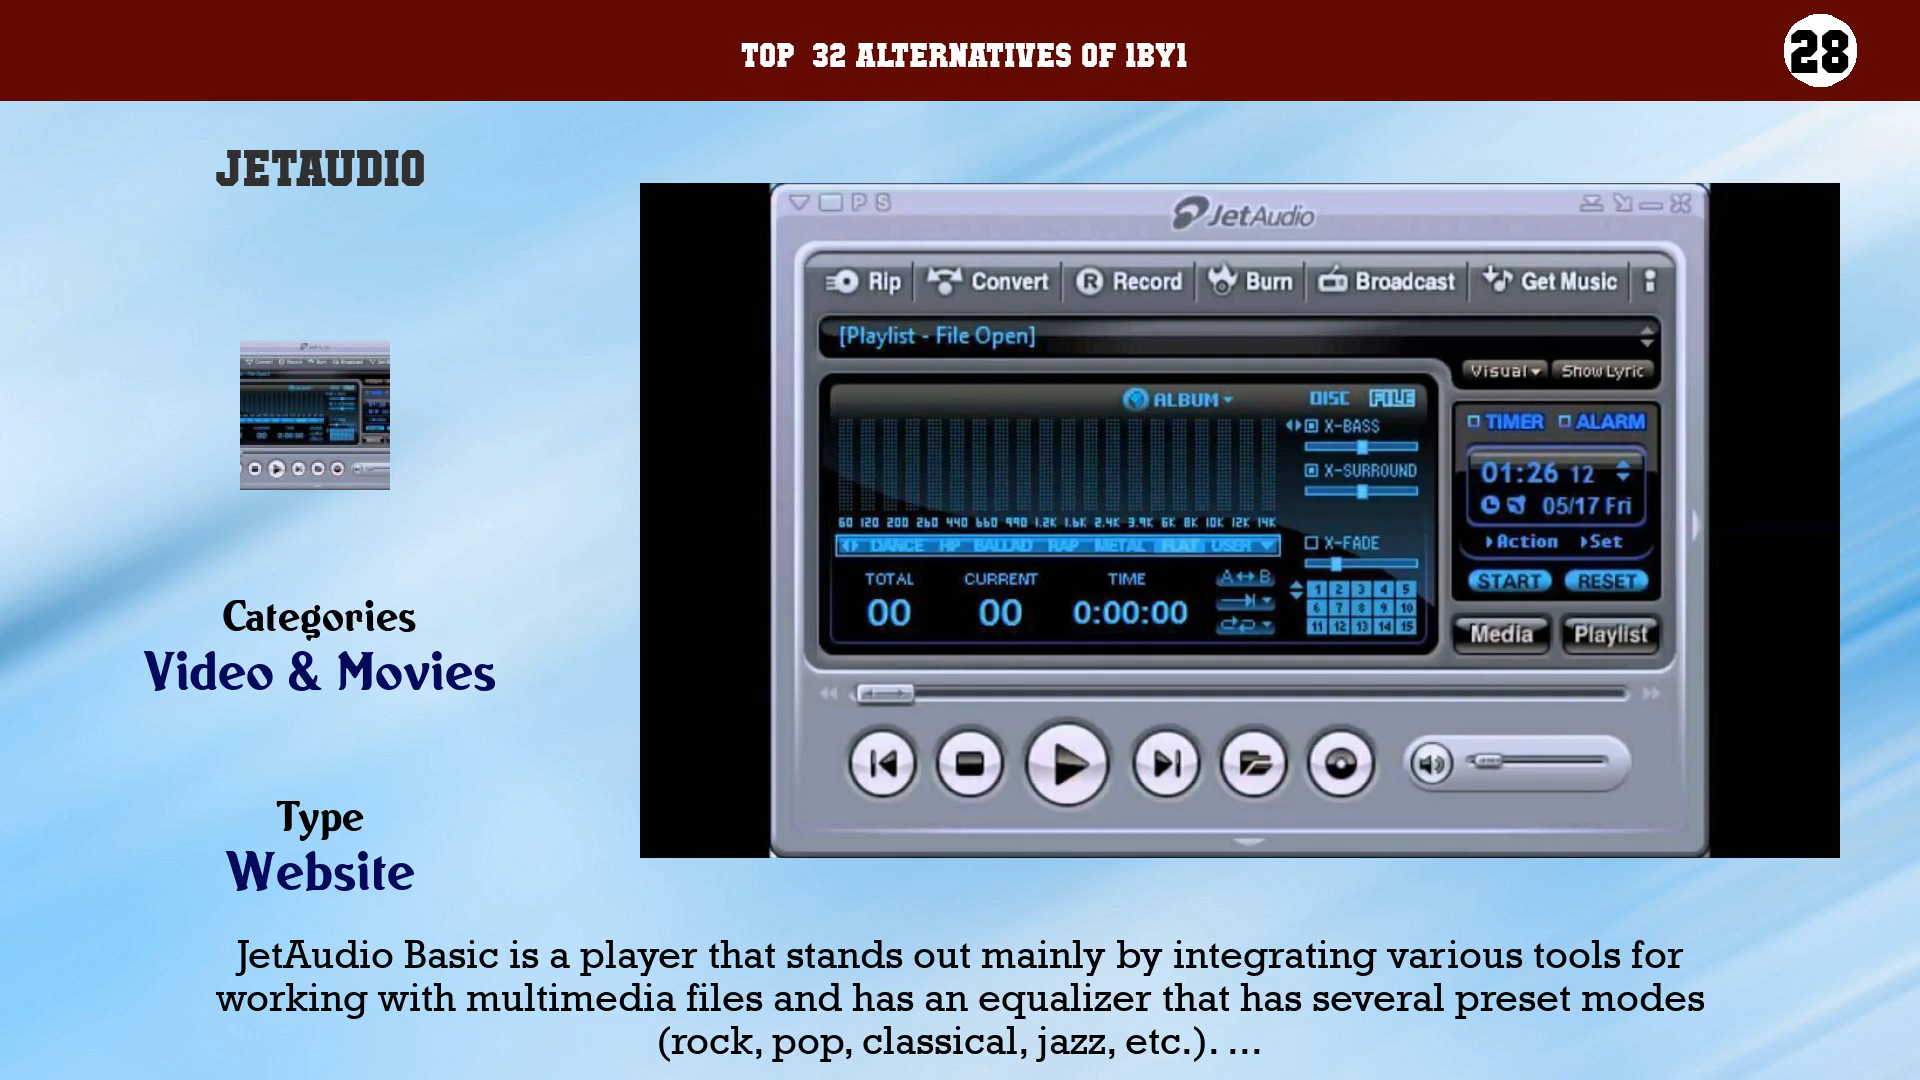 TOP 32 ALTERNATIVES OF 1BY1
28
JETAUDIO
P S
JetAudio
Rip
Convert
Record
Burn
Broadcast
Get Music
[Playlist - File Open]
Visual
Show Lyric
ALBUM
DISC
FILE
X-BASS
X-SURROUND
60 120 200 260 440 660 990 1.2K 1.6K 2.4K 3.9K 6K 8K 10K 12K 14K
DANCE HP BALLAD RAP METAL FLAT USER
X-FADE
TOTAL
CURRENT
TIME
A B
00
00
0:00:00
1 2 3 4 5
6 7 8 9 10
11 12 13 14 15
TIMER
ALARM
01:26 12
05/17 Fri
Action
Set
START
RESET
Media
Playlist
Categories
Video & Movies
Type
Website
JetAudio Basic is a player that stands out mainly by integrating various tools for
working with multimedia files and has an equalizer that has several preset modes
(rock, pop, classical, jazz, etc.). ...